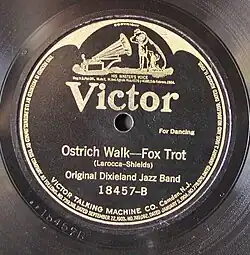 HIS MASTER'S VOICE
Victor
For Dancing
Ostrich Walk—Fox Trot
(Larocca-Shields)
Original Dixieland Jazz Band
18457-B
VICTOR TALKING MACHINE CO. Camden, N.J.